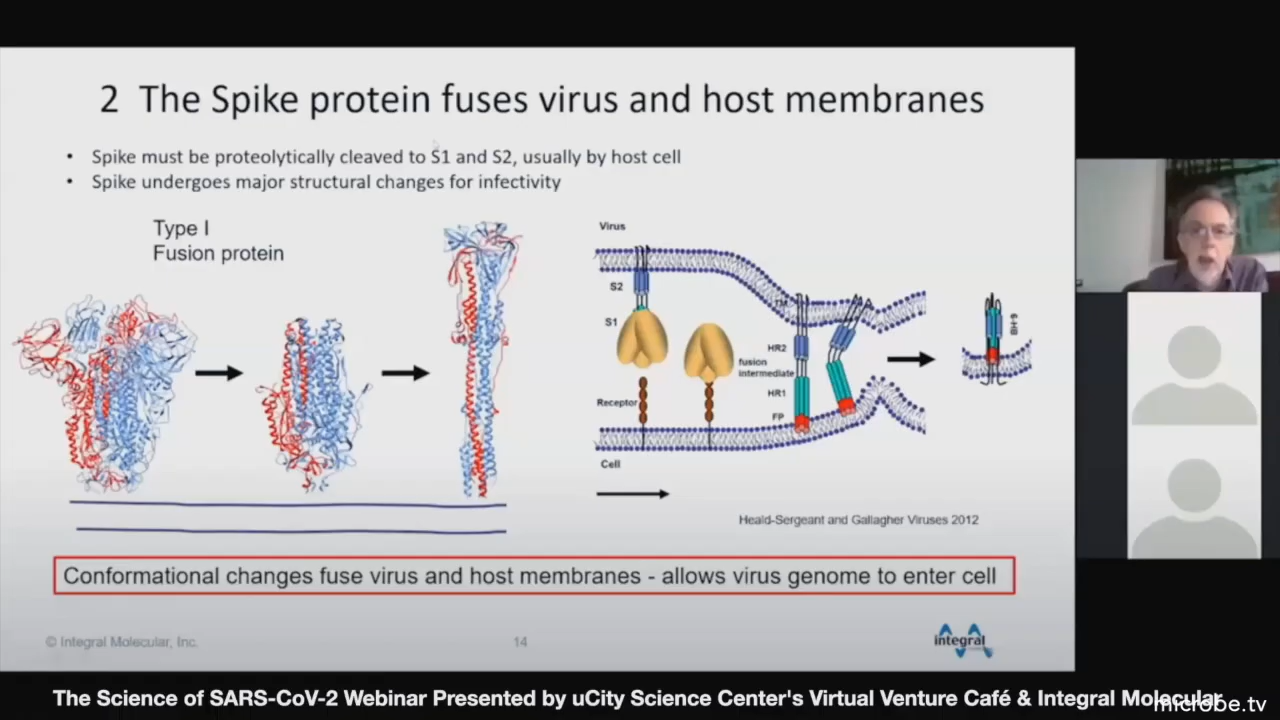 2 The Spike protein fuses virus and host membranes
• Spike must be proteolytically cleaved to S1 and S2, usually by host cell
• Spike undergoes major structural changes for infectivity
Type I
Fusion protein
Virus
S2
S1
Receptor
Cell
fusion
intermediate
TM
HR2
HR1
FP
6-HB
Heald-Sergeant and Gallagher Viruses 2012
Conformational changes fuse virus and host membranes - allows virus genome to enter cell
© Integral Molecular, Inc.
14
integral
The Science of SARS-CoV-2 Webinar Presented by uCity Science Center's Virtual Venture Café & Integral Molecular
microbe.tv